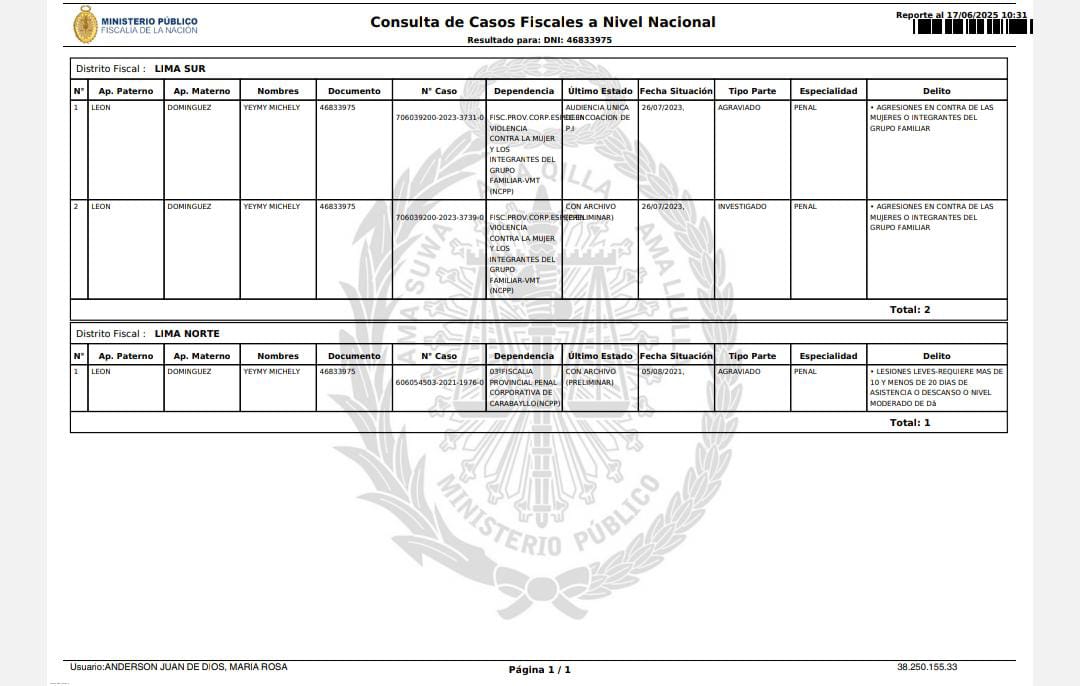 MINISTERIO PÚBLICO
FISCALIA DE LA NACIÓN
Consulta de Casos Fiscales a Nivel Nacional
Resultado para: DNI: 46833975
Reporte al 17/06/2025 10:31
Distrito Fiscal : LIMA SUR
N° Ap. Paterno Ap. Materno Nombres Documento N° Caso Dependencia Último Estado Fecha Situación Tipo Parte Especialidad Delito
1 LEON DOMINGUEZ YEYMY MICHELY 46833975 AUDIENCIA UNICA 26/07/2023, AGRAVIADO PENAL • AGRESIONES EN CONTRA DE LAS
706039200-2023-3731-0 FISC.PROV.CORP.ESP.EN DE INCOACION DE MUJERES O INTEGRANTES DEL
VIOLENCIA P.I GRUPO FAMILIAR
CONTRA LA MUJER
Y LOS
INTEGRANTES DEL
GRUPO
FAMILIAR-VMT
(NCPP)
2 LEON DOMINGUEZ YEYMY MICHELY 46833975 CON ARCHIVO 26/07/2023, INVESTIGADO PENAL • AGRESIONES EN CONTRA DE LAS
706039200-2023-3739-0 FISC.PROV.CORP.ESP.EN (PRELIMINAR) MUJERES O INTEGRANTES DEL
VIOLENCIA GRUPO FAMILIAR
CONTRA LA MUJER
Y LOS
INTEGRANTES DEL
GRUPO
FAMILIAR-VMT
(NCPP)
Total: 2
Distrito Fiscal : LIMA NORTE
N° Ap. Paterno Ap. Materno Nombres Documento N° Caso Dependencia Último Estado Fecha Situación Tipo Parte Especialidad Delito
1 LEON DOMINGUEZ YEYMY MICHELY 46833975 03°FISCALIA CON ARCHIVO 05/08/2021, AGRAVIADO PENAL • LESIONES LEVES-REQUIERE MAS DE
606054503-2021-1976-0 PROVINCIAL PENAL (PRELIMINAR) 10 Y MENOS DE 20 DIAS DE
CORPORATIVA DE ASISTENCIA O DESCANSO O NIVEL
CARABAYLLO(NCPP) MODERADO DE Dã
Total: 1
AMA SUWA AMA QILLA AMA LLULLA
MINISTERIO PÚBLICO
Usuario:ANDERSON JUAN DE DIOS, MARIA ROSA
Página 1 / 1
38.250.155.33